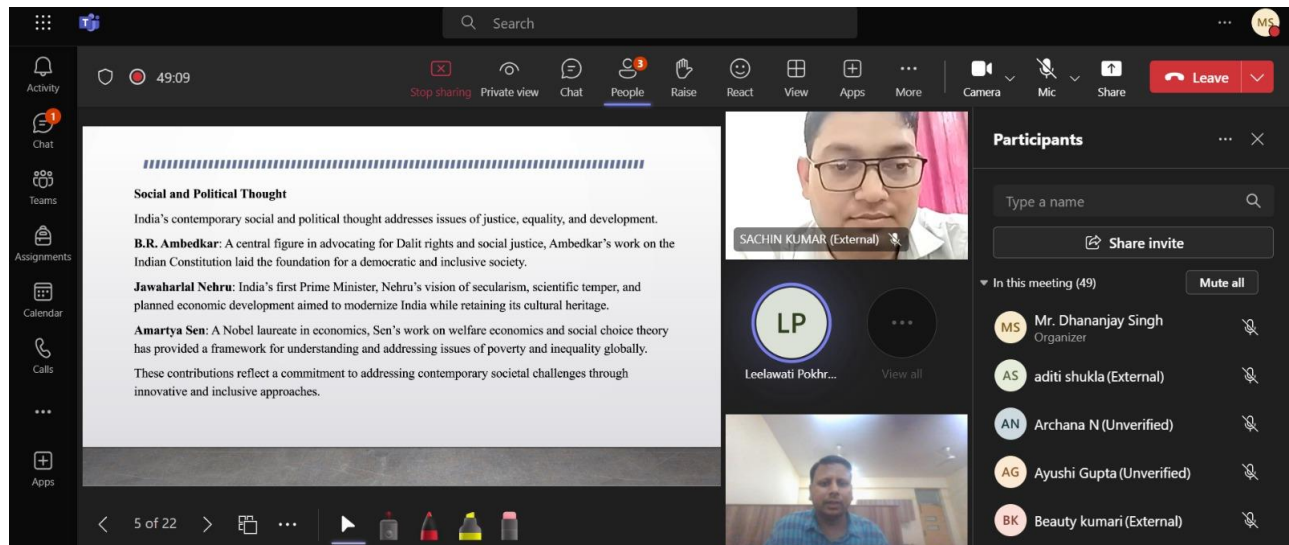 Search
MS
Activity
Chat
1
Teams
Assignments
Calendar
Calls
Apps
49:09
Stop sharing
Private view
Chat
People
3
Raise
React
View
Apps
More
Camera
Mic
Share
Leave
Social and Political Thought
India’s contemporary social and political thought addresses issues of justice, equality, and development.
B.R. Ambedkar: A central figure in advocating for Dalit rights and social justice, Ambedkar’s work on the
Indian Constitution laid the foundation for a democratic and inclusive society.
Jawaharlal Nehru: India’s first Prime Minister, Nehru’s vision of secularism, scientific temper, and
planned economic development aimed to modernize India while retaining its cultural heritage.
Amartya Sen: A Nobel laureate in economics, Sen’s work on welfare economics and social choice theory
has provided a framework for understanding and addressing issues of poverty and inequality globally.
These contributions reflect a commitment to addressing contemporary societal challenges through
innovative and inclusive approaches.
5 of 22
SACHIN KUMAR (External)
LP
Leelawati Pokhr...
View all
Participants
Type a name
Share invite
In this meeting (49)
Mute all
MS
Mr. Dhananjay Singh
Organizer
AS
aditi shukla (External)
AN
Archana N (Unverified)
AG
Ayushi Gupta (Unverified)
BK
Beauty kumari (External)